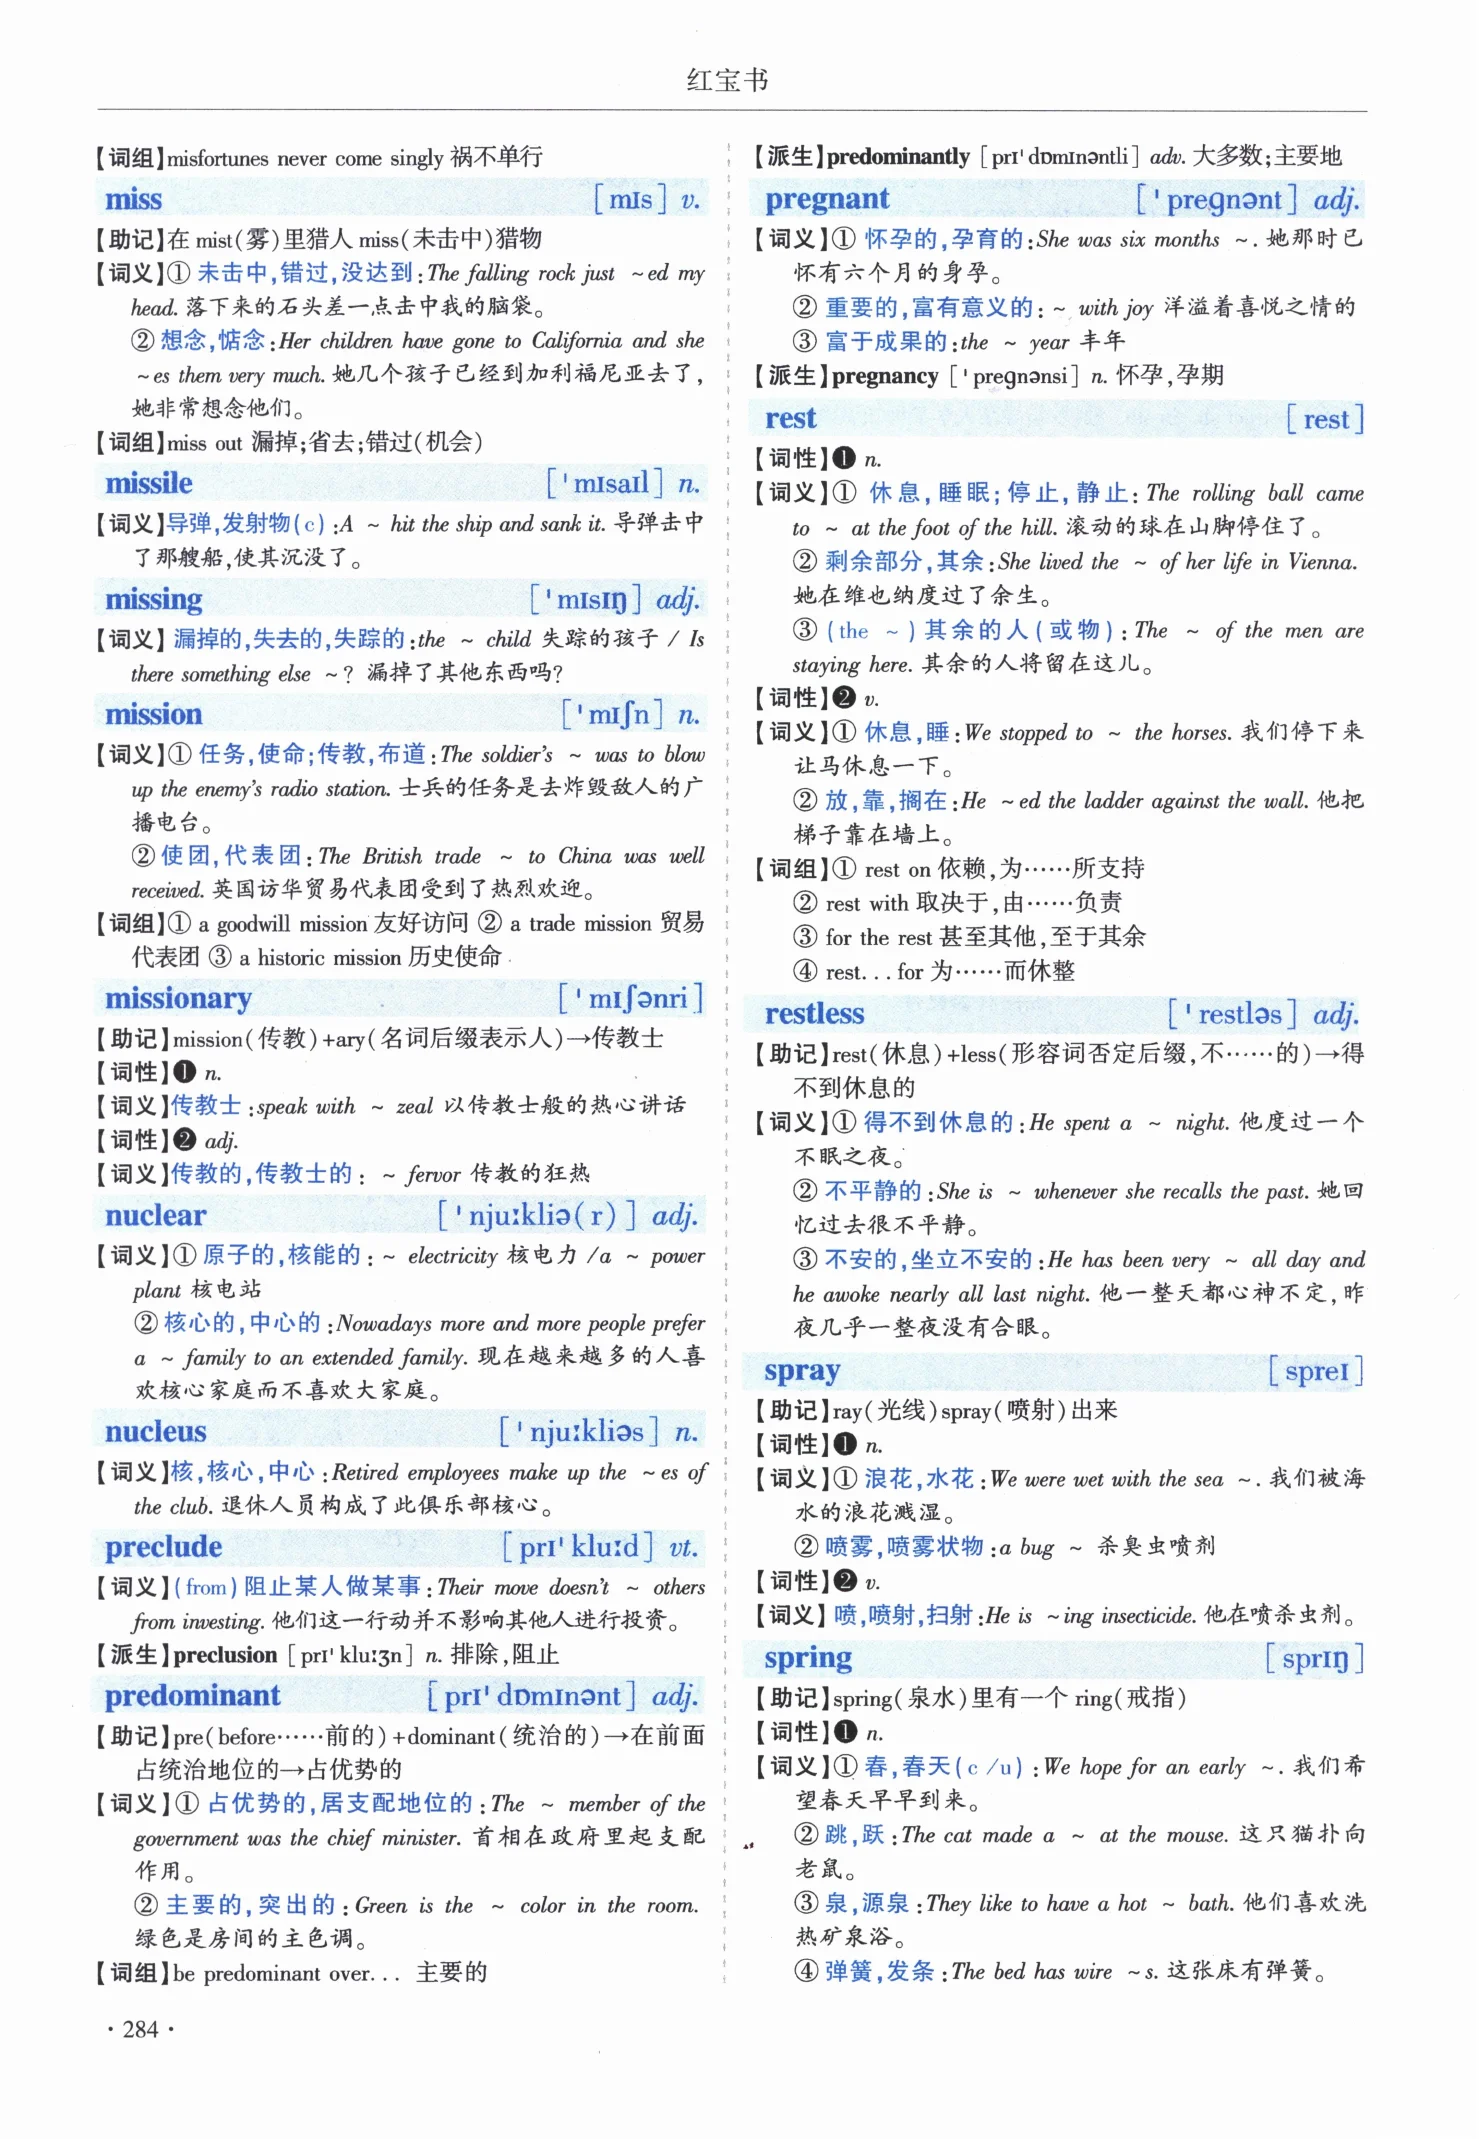 红宝书
【词组】misfortunes never come singly 祸不单行
miss [mɪs] v.
【助记】在 mist(雾)里猎人 miss(未击中)猎物
【词义】① 未击中,错过,没达到:The falling rock just ~ed my
head. 落下来的石头差一点击中我的脑袋。
② 想念,惦念:Her children have gone to California and she
~es them very much. 她几个孩子已经到加利福尼亚去了,
她非常想念他们。
【词组】miss out 漏掉;省去;错过(机会)
missile [ˈmɪsaɪl] n.
【词义】导弹,发射物(c):A ~ hit the ship and sank it. 导弹击中
了那艘船,使其沉没了。
missing [ˈmɪsɪŋ] adj.
【词义】漏掉的,失去的,失踪的:the ~ child 失踪的孩子 / Is
there something else ~? 漏掉了其他东西吗?
mission [ˈmɪʃn] n.
【词义】① 任务,使命;传教,布道:The soldier's ~ was to blow
up the enemy's radio station. 士兵的任务是去炸毁敌人的广
播电台。
② 使团,代表团:The British trade ~ to China was well
received. 英国访华贸易代表团受到了热烈欢迎。
【词组】① a goodwill mission 友好访问 ② a trade mission 贸易
代表团 ③ a historic mission 历史使命
missionary [ˈmɪʃənri]
【助记】mission(传教)+ary(名词后缀表示人)→传教士
【词性】❶ n.
【词义】传教士:speak with ~ zeal 以传教士般的热心讲话
【词性】❷ adj.
【词义】传教的,传教士的: ~ fervor 传教的狂热
nuclear [ˈnjuːkliə(r)] adj.
【词义】① 原子的,核能的: ~ electricity 核电力 /a ~ power
plant 核电站
② 核心的,中心的:Nowadays more and more people prefer
a ~ family to an extended family. 现在越来越多的人喜
欢核心家庭而不喜欢大家庭。
nucleus [ˈnjuːkliəs] n.
【词义】核,核心,中心:Retired employees make up the ~es of
the club. 退休人员构成了此俱乐部核心。
preclude [prɪˈkluːd] vt.
【词义】(from)阻止某人做某事:Their move doesn't ~ others
from investing. 他们这一行动并不影响其他人进行投资。
【派生】preclusion [prɪˈkluːʒn] n. 排除,阻止
predominant [prɪˈdɒmɪnənt] adj.
【助记】pre(before……前的)+dominant(统治的)→在前面
占统治地位的→占优势的
【词义】① 占优势的,居支配地位的:The ~ member of the
government was the chief minister. 首相在政府里起支配
作用。
② 主要的,突出的:Green is the ~ color in the room.
绿色是房间的主色调。
【词组】be predominant over... 主要的
【派生】predominantly [prɪˈdɒmɪnəntli] adv. 大多数;主要地
pregnant [ˈpregnənt] adj.
【词义】① 怀孕的,孕育的:She was six months ~. 她那时已
怀有六个月的身孕。
② 重要的,富有意义的: ~ with joy 洋溢着喜悦之情的
③ 富于成果的:the ~ year 丰年
【派生】pregnancy [ˈpregnənsi] n. 怀孕,孕期
rest [rest]
【词性】❶ n.
【词义】① 休息,睡眠;停止,静止:The rolling ball came
to ~ at the foot of the hill. 滚动的球在山脚停住了。
② 剩余部分,其余:She lived the ~ of her life in Vienna.
她在维也纳度过了余生。
③ (the ~)其余的人(或物):The ~ of the men are
staying here. 其余的人将留在这儿。
【词性】❷ v.
【词义】① 休息,睡:We stopped to ~ the horses. 我们停下来
让马休息一下。
② 放,靠,搁在:He ~ed the ladder against the wall. 他把
梯子靠在墙上。
【词组】① rest on 依赖,为……所支持
② rest with 取决于,由……负责
③ for the rest 甚至其他,至于其余
④ rest...for 为……而休整
restless [ˈrestləs] adj.
【助记】rest(休息)+less(形容词否定后缀,不……的)→得
不到休息的
【词义】① 得不到休息的:He spent a ~ night. 他度过一个
不眠之夜。
② 不平静的:She is ~ whenever she recalls the past. 她回
忆过去很不平静。
③ 不安的,坐立不安的:He has been very ~ all day and
he awoke nearly all last night. 他一整天都心神不定,昨
夜几乎一整夜没有合眼。
spray [spreɪ]
【助记】ray(光线)spray(喷射)出来
【词性】❶ n.
【词义】① 浪花,水花:We were wet with the sea ~. 我们被海
水的浪花溅湿。
② 喷雾,喷雾状物:a bug ~ 杀臭虫喷剂
【词性】❷ v.
【词义】喷,喷射,扫射:He is ~ing insecticide. 他在喷杀虫剂。
spring [sprɪŋ]
【助记】spring(泉水)里有一个 ring(戒指)
【词性】❶ n.
【词义】① 春,春天(c /u):We hope for an early ~. 我们希
望春天早早到来。
② 跳,跃:The cat made a ~ at the mouse. 这只猫扑向
老鼠。
③ 泉,源泉:They like to have a hot ~ bath. 他们喜欢洗
热矿泉浴。
④ 弹簧,发条:The bed has wire ~s. 这张床有弹簧。
· 284 ·